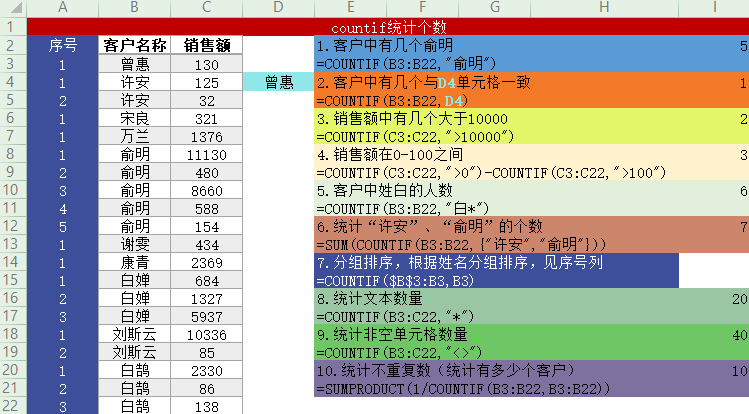 A B C D E F G H I
1 countif统计个数
2 序号 客户名称 销售额 1.客户中有几个俞明 5
3 1 曾惠 130 =COUNTIF(B3:B22,"俞明")
4 1 许安 125 曾惠 2.客户中有几个与D4单元格一致 1
5 2 许安 32 =COUNTIF(B3:B22,D4)
6 1 宋良 321 3.销售额中有几个大于10000 2
7 1 万兰 1376 =COUNTIF(C3:C22,">10000")
8 1 俞明 11130 4.销售额在0-100之间 3
9 2 俞明 480 =COUNTIF(C3:C22,">0")-COUNTIF(C3:C22,">100")
10 3 俞明 8660 5.客户中姓白的人数 6
11 4 俞明 588 =COUNTIF(B3:B22,"白*")
12 5 俞明 154 6.统计“许安”、“俞明”的个数 7
13 1 谢雯 434 =SUM(COUNTIF(B3:B22,{"许安","俞明"}))
14 1 康青 2369 7.分组排序，根据姓名分组排序，见序号列
15 1 白婵 684 =COUNTIF($B$3:B3,B3)
16 2 白婵 1327 8.统计文本数量 20
17 3 白婵 5937 =COUNTIF(B3:C22,"*")
18 1 刘斯云 10336 9.统计非空单元格数量 40
19 2 刘斯云 85 =COUNTIF(B3:C22,"<>")
20 1 白鹄 2330 10.统计不重复数（统计有多少个客户）
21 2 白鹄 86 =SUMPRODUCT(1/COUNTIF(B3:B22,B3:B22))
22 3 白鹄 138